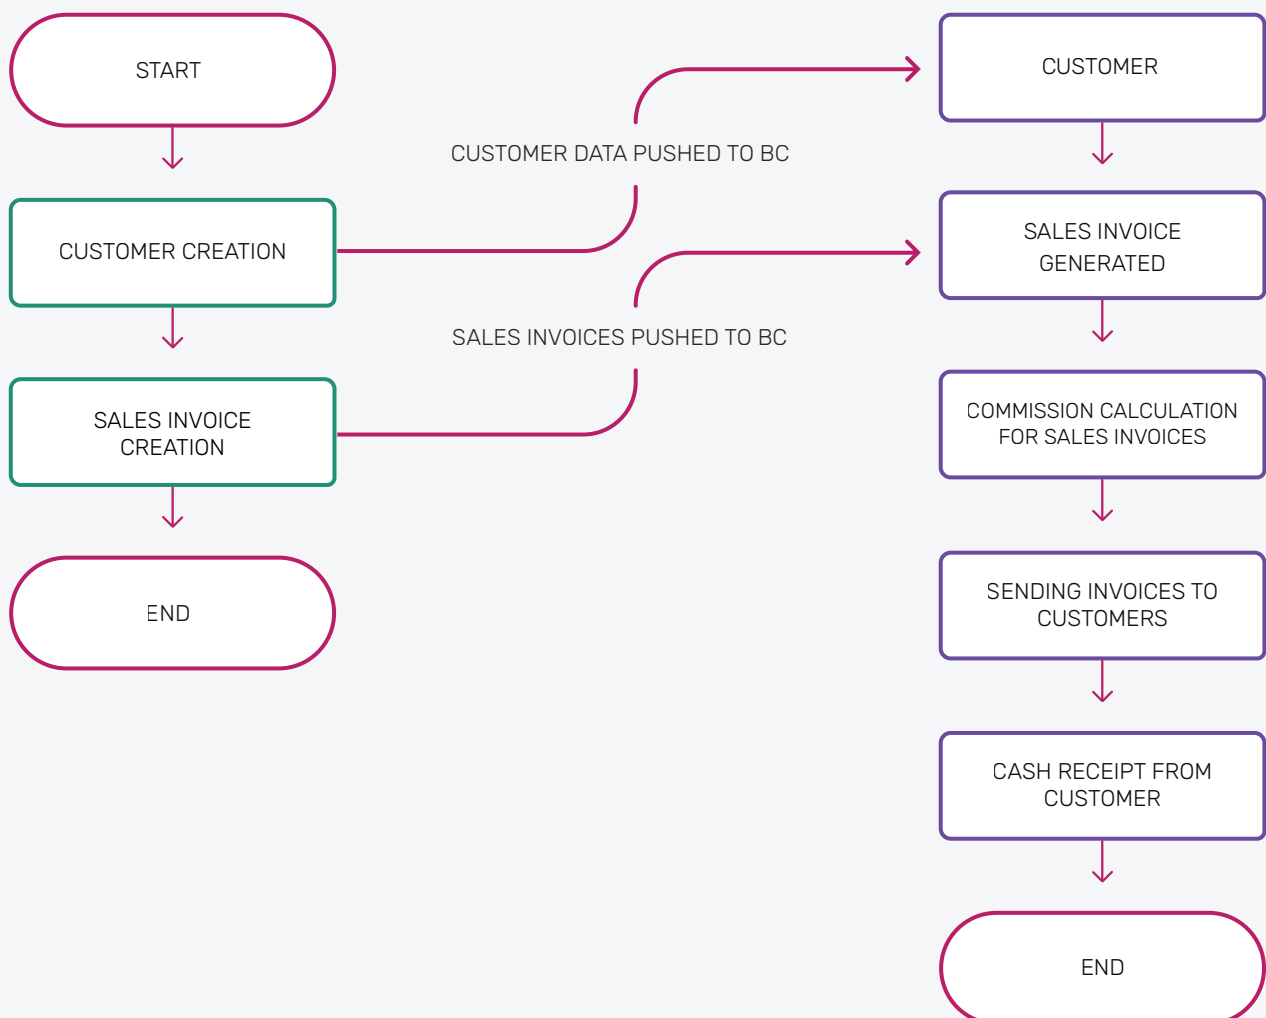 START
CUSTOMER CREATION
SALES INVOICE
CREATION
END
CUSTOMER DATA PUSHED TO BC
SALES INVOICES PUSHED TO BC
CUSTOMER
SALES INVOICE
GENERATED
COMMISSION CALCULATION
FOR SALES INVOICES
SENDING INVOICES TO
CUSTOMERS
CASH RECEIPT FROM
CUSTOMER
END